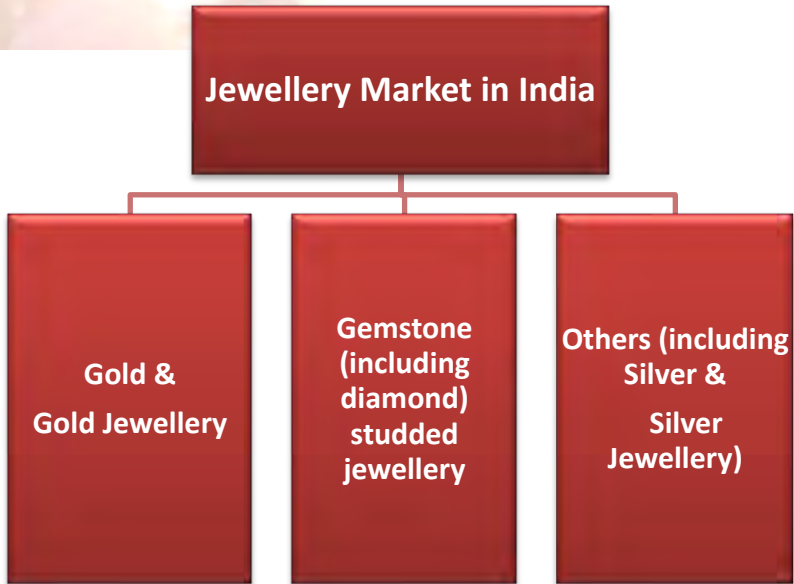 Jewellery Market in India
Gold &
Gold Jewellery
Gemstone
(including
diamond)
studded
jewellery
Others (including
Silver &
Silver
Jewellery)